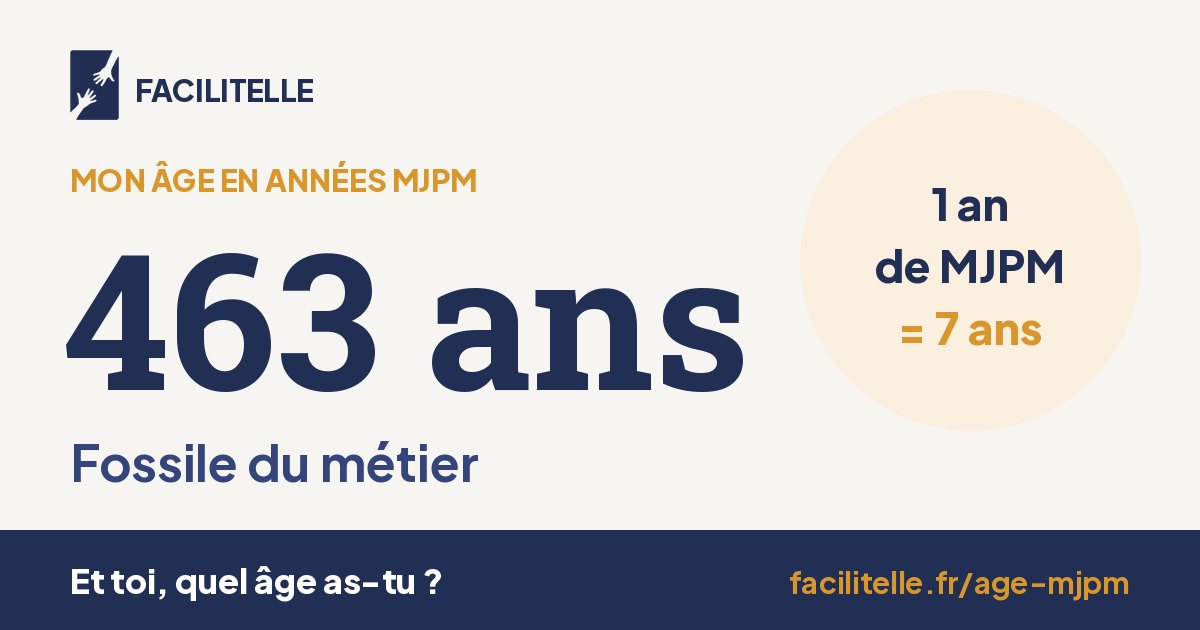 FACILITELLE
MON ÂGE EN ANNÉES MJPM
463 ans
Fossile du métier
1 an
de MJPM
= 7 ans
Et toi, quel âge as-tu ?
facilitelle.fr/age-mjpm